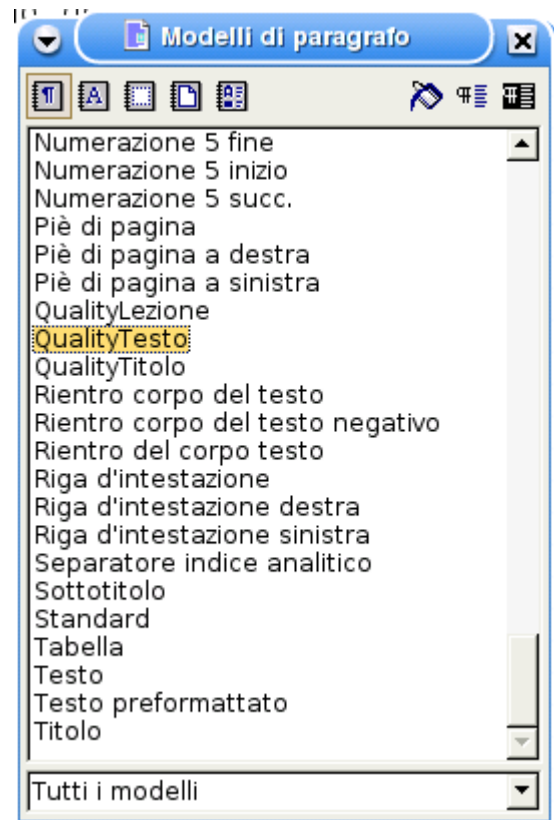 Modelli di paragrafo
Numerazione 5 fine
Numerazione 5 inizio
Numerazione 5 succ.
Piè di pagina
Piè di pagina a destra
Piè di pagina a sinistra
QualityLezione
QualityTesto
QualityTitolo
Rientro corpo del testo
Rientro corpo del testo negativo
Rientro del corpo testo
Riga d'intestazione
Riga d'intestazione destra
Riga d'intestazione sinistra
Separatore indice analitico
Sottotitolo
Standard
Tabella
Testo
Testo preformattato
Titolo
Tutti i modelli